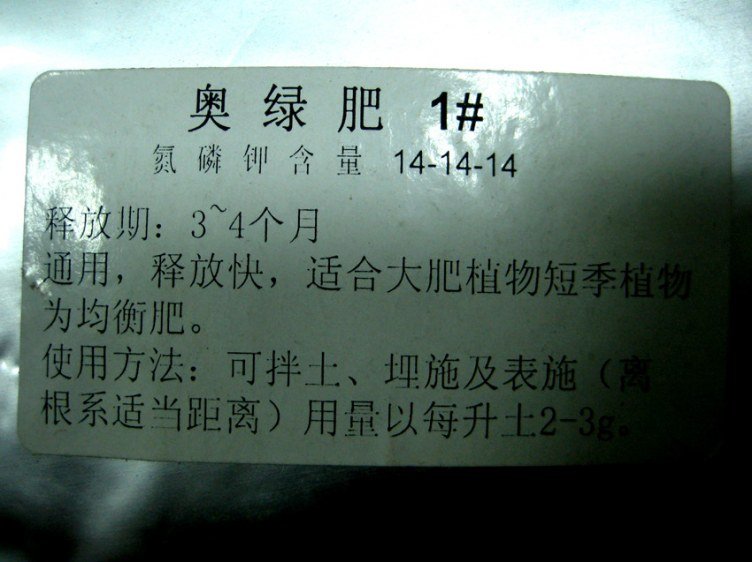 奥绿肥 1#
氮磷钾含量 14-14-14
释放期：3~4个月
通用，释放快，适合大肥植物短季植物
为均衡肥。
使用方法：可拌土、埋施及表施（离
根系适当距离）用量以每升土2-3g。